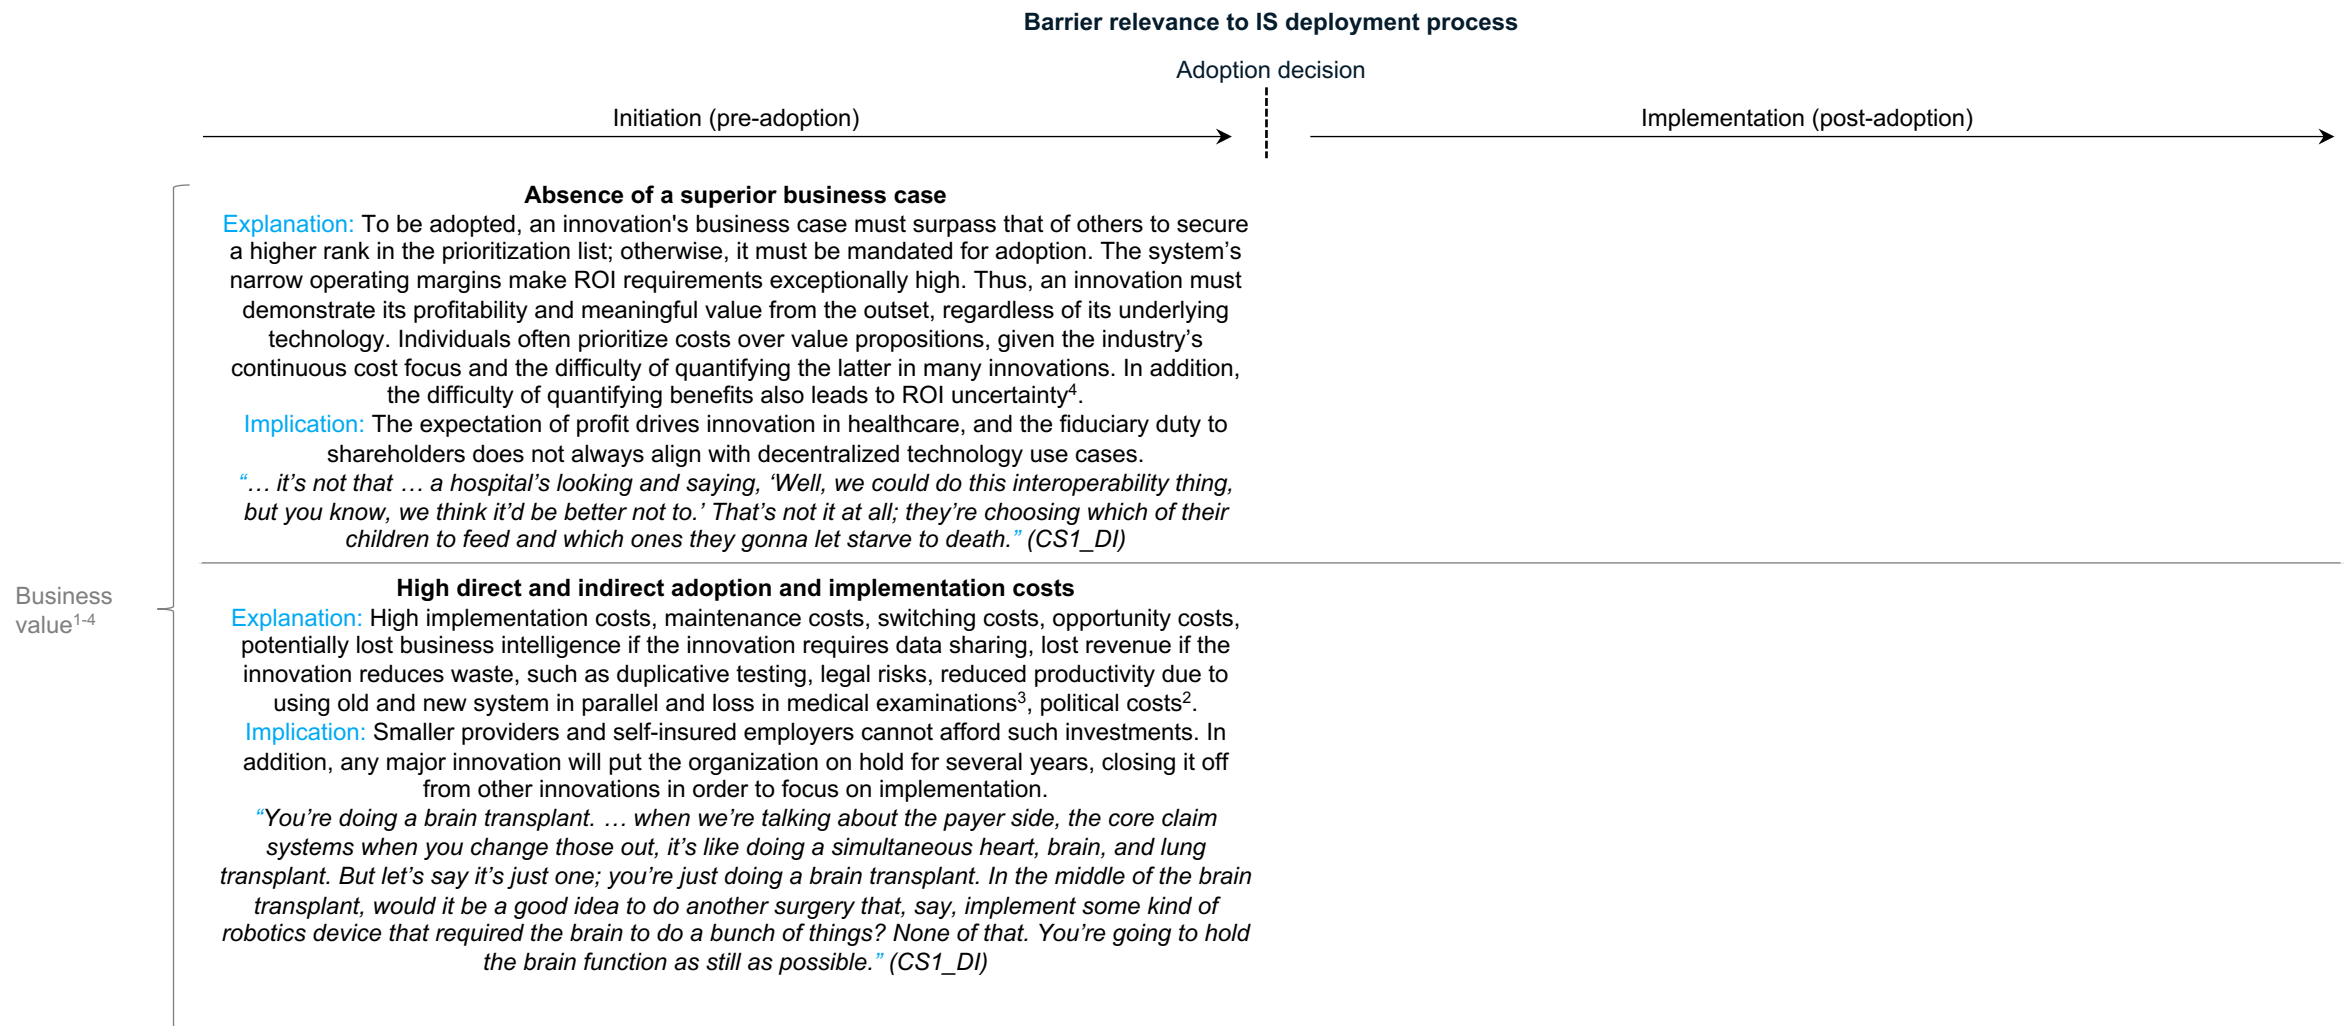 Barrier relevance to IS deployment process
Adoption decision
Initiation (pre-adoption)
Implementation (post-adoption)
Absence of a superior business case
Explanation: To be adopted, an innovation's business case must surpass that of others to secure
a higher rank in the prioritization list; otherwise, it must be mandated for adoption. The system’s
narrow operating margins make ROI requirements exceptionally high. Thus, an innovation must
demonstrate its profitability and meaningful value from the outset, regardless of its underlying
technology. Individuals often prioritize costs over value propositions, given the industry’s
continuous cost focus and the difficulty of quantifying the latter in many innovations. In addition,
the difficulty of quantifying benefits also leads to ROI uncertainty⁴.
Implication: The expectation of profit drives innovation in healthcare, and the fiduciary duty to
shareholders does not always align with decentralized technology use cases.
“… it’s not that … a hospital’s looking and saying, ‘Well, we could do this interoperability thing,
but you know, we think it’d be better not to.’ That’s not it at all; they’re choosing which of their
children to feed and which ones they gonna let starve to death.” (CS1_DI)
Business
value¹⁻⁴
High direct and indirect adoption and implementation costs
Explanation: High implementation costs, maintenance costs, switching costs, opportunity costs,
potentially lost business intelligence if the innovation requires data sharing, lost revenue if the
innovation reduces waste, such as duplicative testing, legal risks, reduced productivity due to
using old and new system in parallel and loss in medical examinations³, political costs².
Implication: Smaller providers and self-insured employers cannot afford such investments. In
addition, any major innovation will put the organization on hold for several years, closing it off
from other innovations in order to focus on implementation.
“You’re doing a brain transplant. … when we’re talking about the payer side, the core claim
systems when you change those out, it’s like doing a simultaneous heart, brain, and lung
transplant. But let’s say it’s just one; you’re just doing a brain transplant. In the middle of the brain
transplant, would it be a good idea to do another surgery that, say, implement some kind of
robotics device that required the brain to do a bunch of things? None of that. You’re going to hold
the brain function as still as possible.” (CS1_DI)